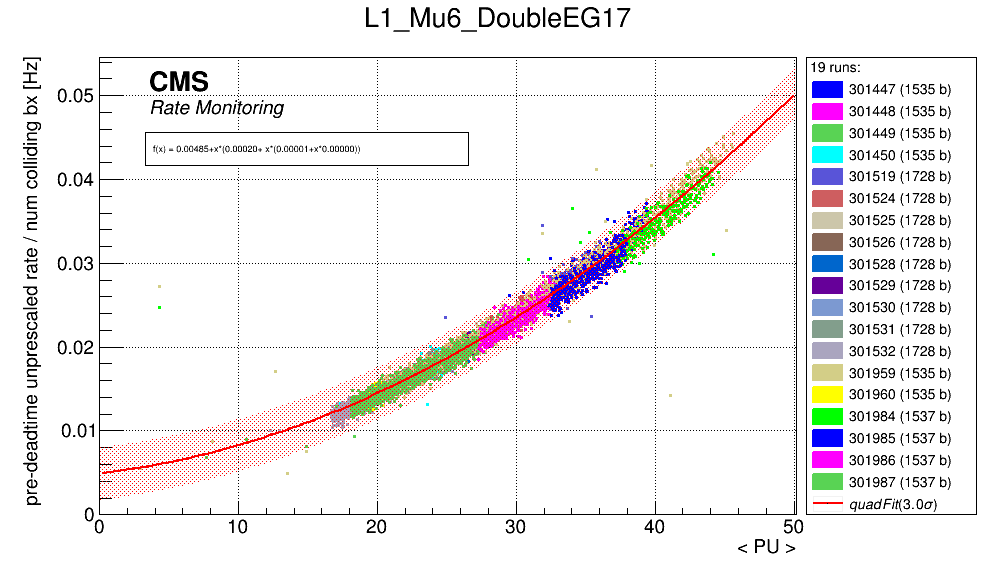 L1_Mu6_DoubleEG17
pre-deadtime unprescaled rate / num colliding bx [Hz]
CMS
Rate Monitoring
f(x) = 0.00485+x*(0.00020+ x*(0.00001+x*0.00000))
0.05
0.04
0.03
0.02
0.01
0
0 10 20 30 40 50
< PU >
19 runs:
301447 (1535 b)
301448 (1535 b)
301449 (1535 b)
301450 (1535 b)
301519 (1728 b)
301524 (1728 b)
301525 (1728 b)
301526 (1728 b)
301528 (1728 b)
301529 (1728 b)
301530 (1728 b)
301531 (1728 b)
301532 (1728 b)
301959 (1535 b)
301960 (1535 b)
301984 (1537 b)
301985 (1537 b)
301986 (1537 b)
301987 (1537 b)
quadFit(3.0σ)